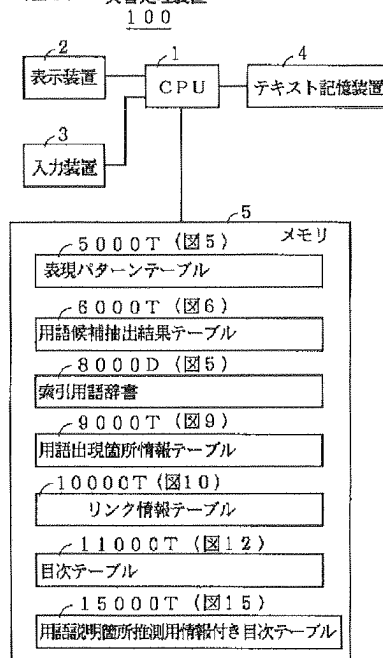 100
2
1
4
表示装置
CPU
テキスト記憶装置
3
入力装置
5
メモリ
5000T (図5)
表現パターンテーブル
6000T (図6)
用語候補抽出結果テーブル
8000D (図5)
索引用語辞書
9000T (図9)
用語出現箇所情報テーブル
10000T (図10)
リンク情報テーブル
11000T (図12)
目次テーブル
15000T (図15)
用語説明箇所推測用情報付き目次テーブル